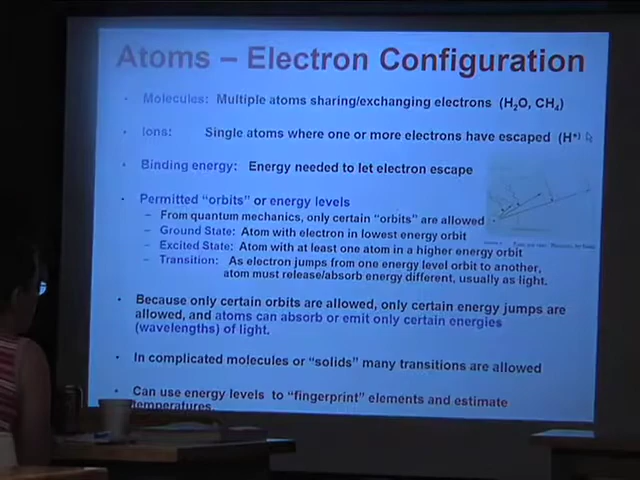 Atoms – Electron Configuration
· Molecules: Multiple atoms sharing/exchanging electrons (H₂O, CH₄)
· Ions: Single atoms where one or more electrons have escaped (H⁺)
· Binding energy: Energy needed to let electron escape
· Permitted "orbits" or energy levels
– From quantum mechanics, only certain "orbits" are allowed
– Ground State: Atom with electron in lowest energy orbit
– Excited State: Atom with at least one atom in a higher energy orbit
– Transition: As electron jumps from one energy level orbit to another,
atom must release/absorb energy different, usually as light.
· Because only certain orbits are allowed, only certain energy jumps are
allowed, and atoms can absorb or emit only certain energies
(wavelengths) of light.
· In complicated molecules or "solids" many transitions are allowed
· Can use energy levels to "fingerprint" elements and estimate
temperatures.